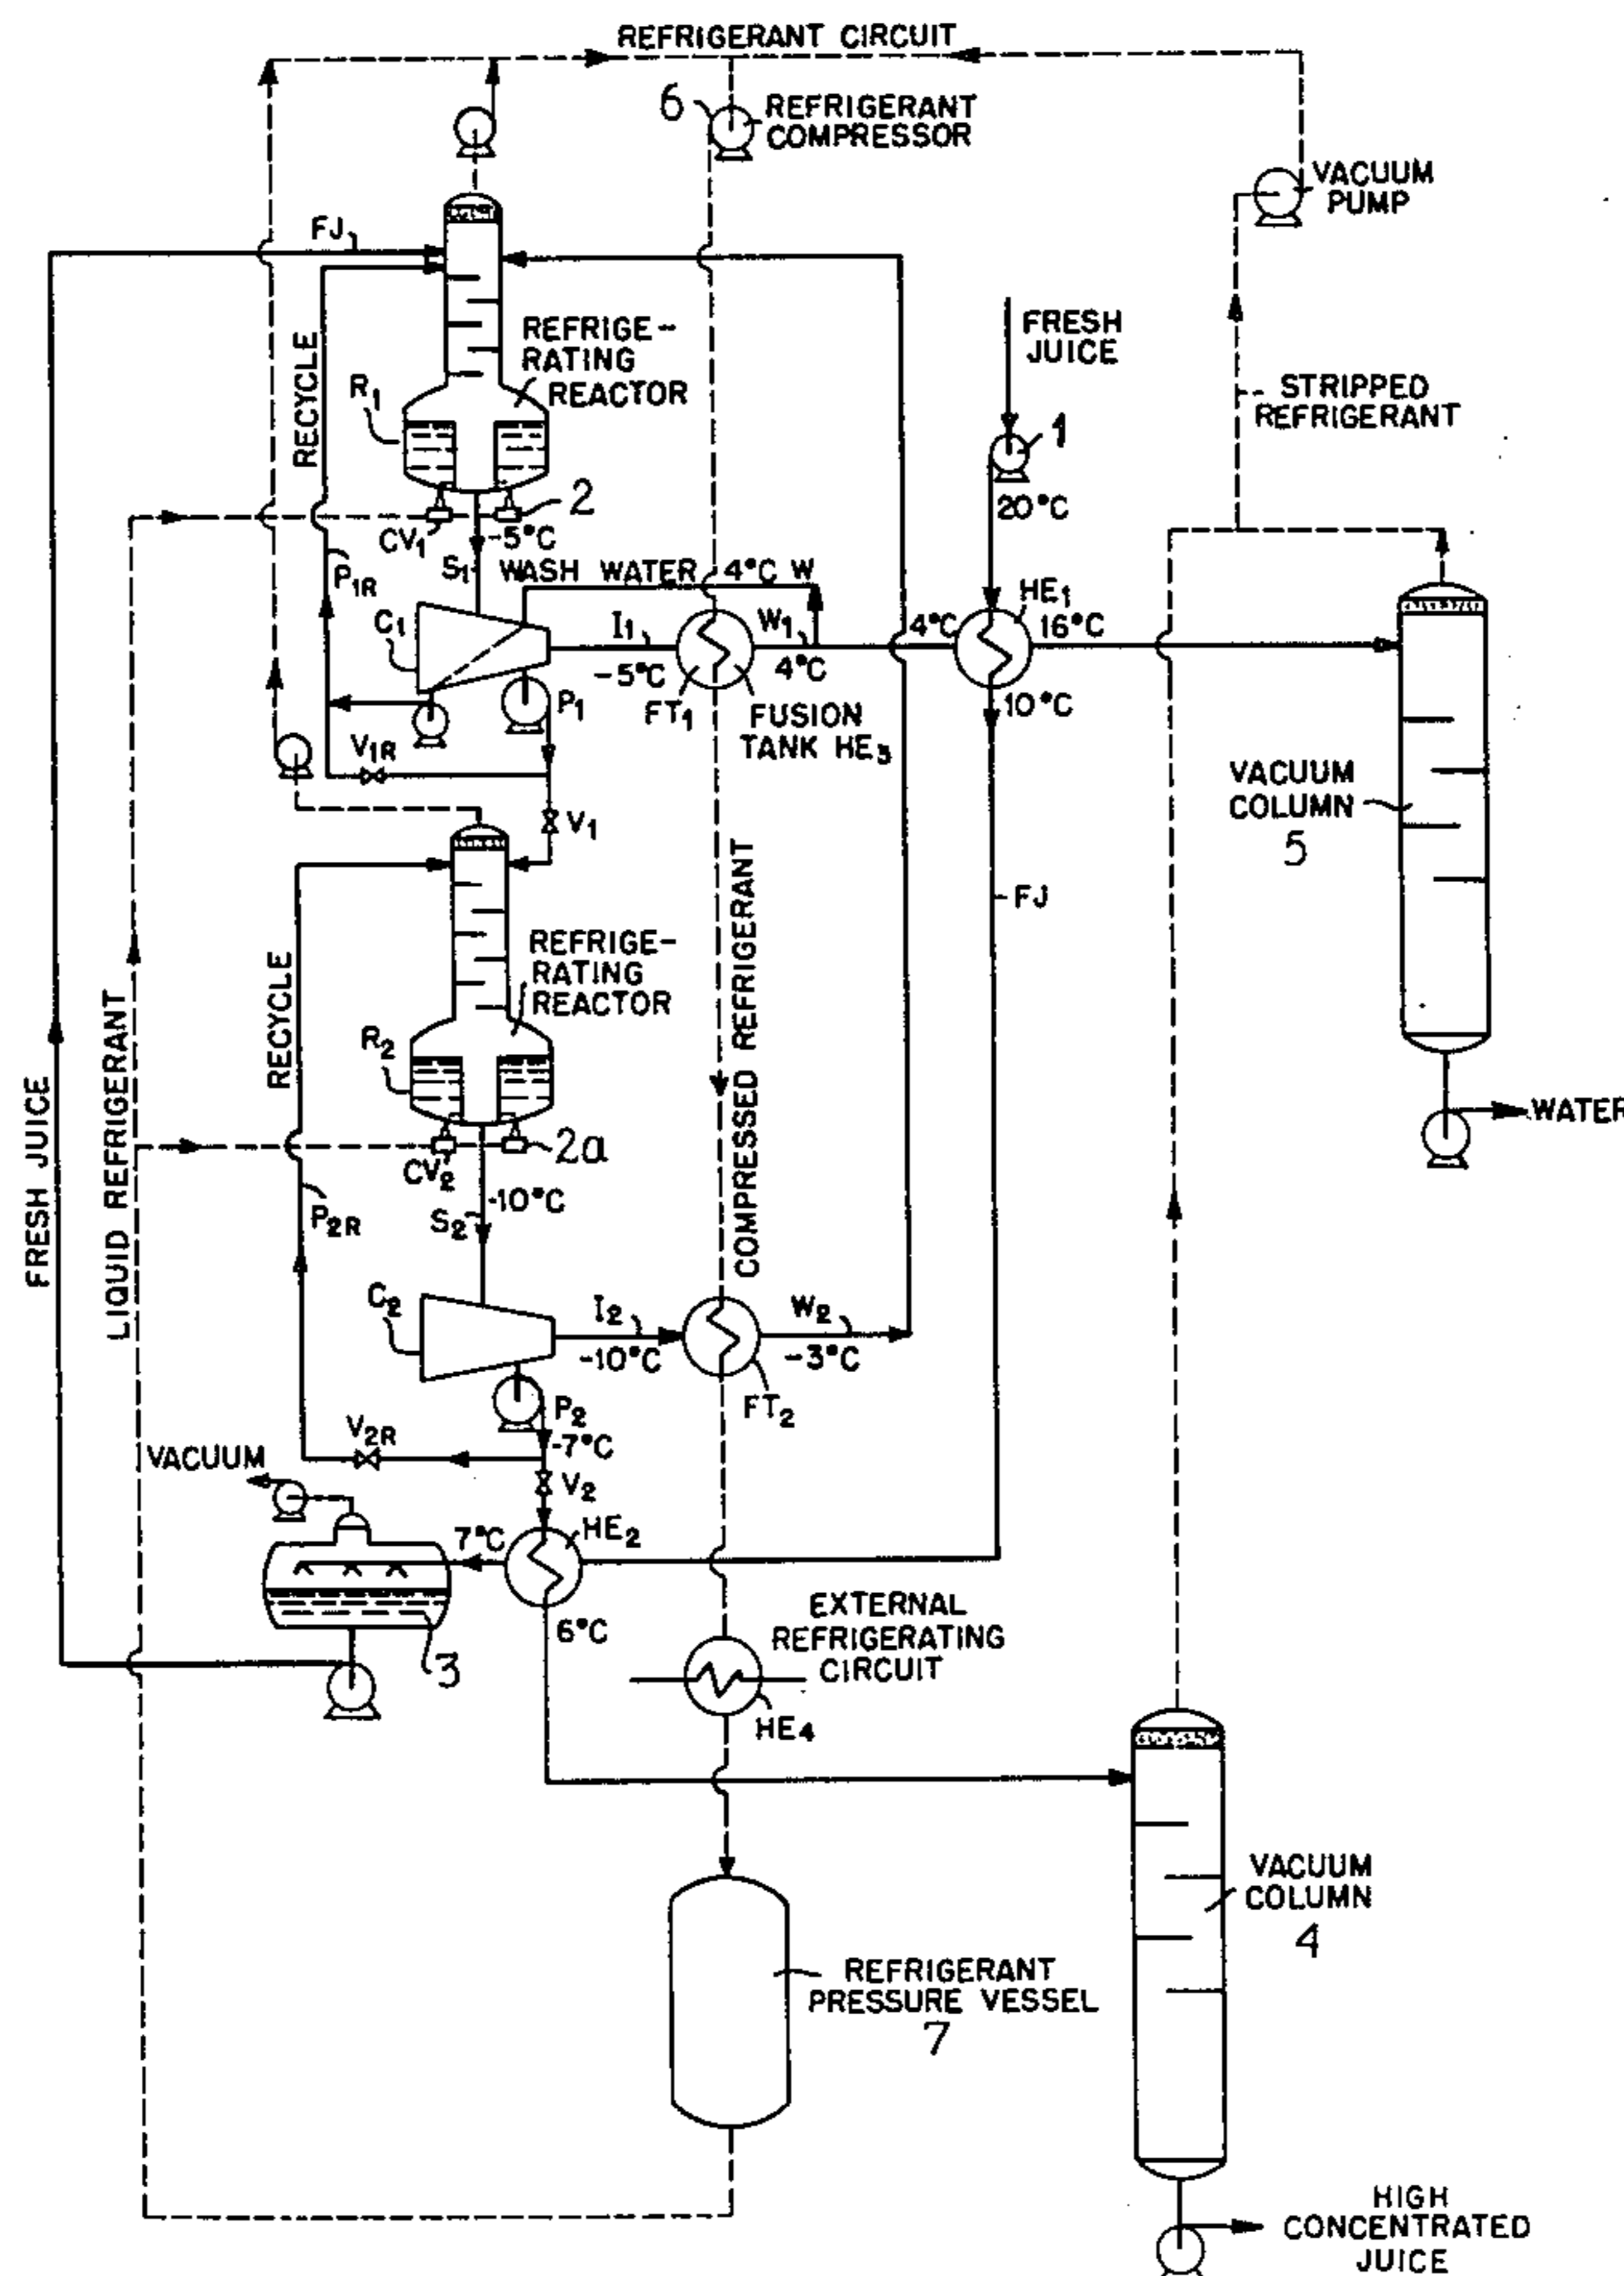 REFRIGERANT CIRCUIT
6
REFRIGERANT
COMPRESSOR
VACUUM
PUMP
FJ
FRESH
JUICE
REFRIGE-
RATING
REACTOR
RECYCLE
R1
STRIPPED
REFRIGERANT
1
20°C
2
CV1
-5°C
S1
WASH WATER 4°C W
P1R
C1
I1
-5°C
W1
4°C
4°C
HE1
16°C
10°C
FT1
FUSION
TANK HE3
P1
V1R
V1
VACUUM
COLUMN
5
FJ
COMPRESSED REFRIGERANT
RECYCLE
REFRIGE-
RATING
REACTOR
R2
FRESH JUICE
LIQUID REFRIGERANT
WATER
2a
CV2
-10°C
S2
P2R
C2
I2
-10°C
W2
-3°C
FT2
P2
-7°C
V2R
V2
VACUUM
7°C
HE2
6°C
3
EXTERNAL
REFRIGERATING
CIRCUIT
HE4
VACUUM
COLUMN
4
REFRIGERANT
PRESSURE VESSEL
7
HIGH
CONCENTRATED
JUICE